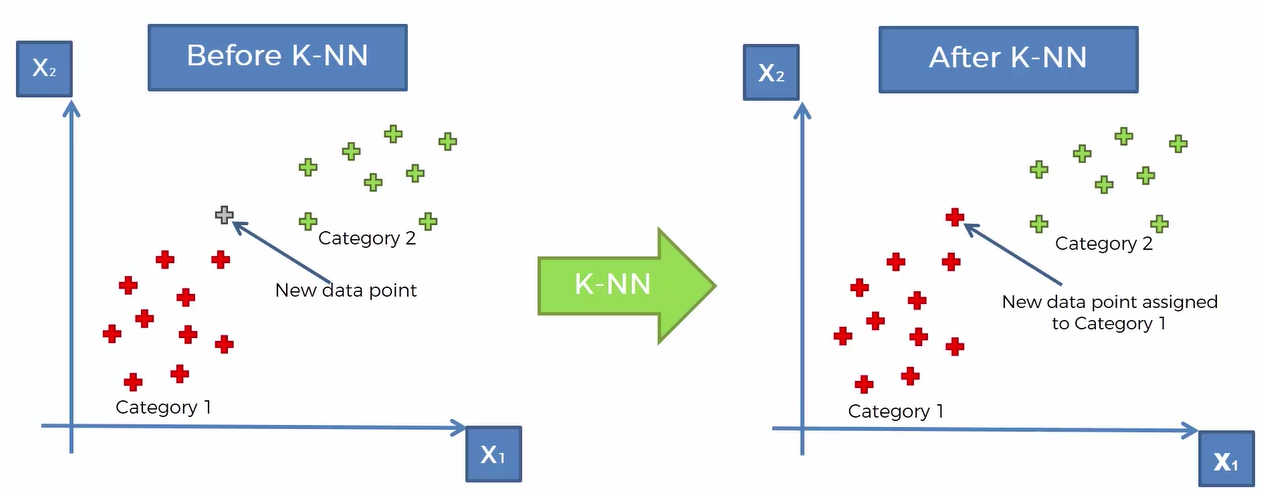 Before K-NN
X₂
Category 2
New data point
Category 1
X₁
K-NN
After K-NN
X₂
Category 2
New data point assigned
to Category 1
Category 1
X₁